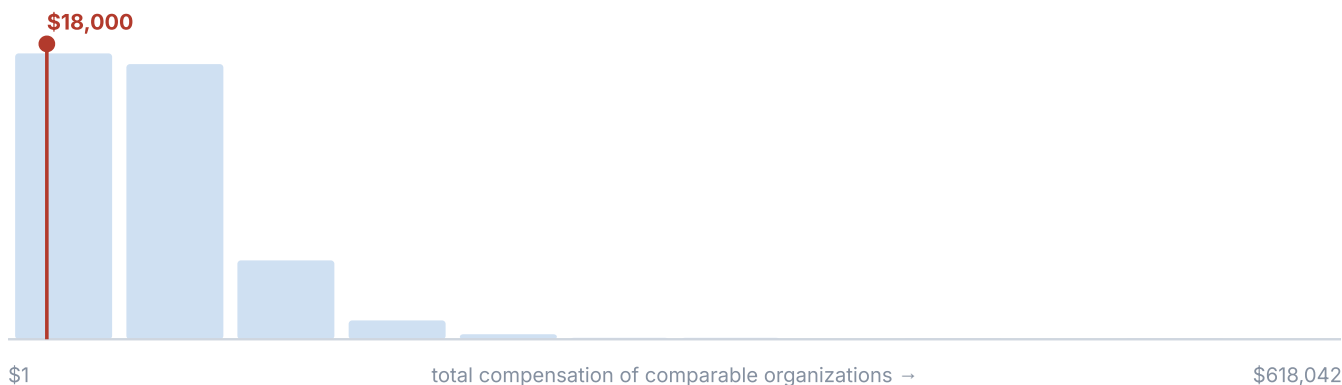 $18,000
$1
total compensation of comparable organizations →
$618,042